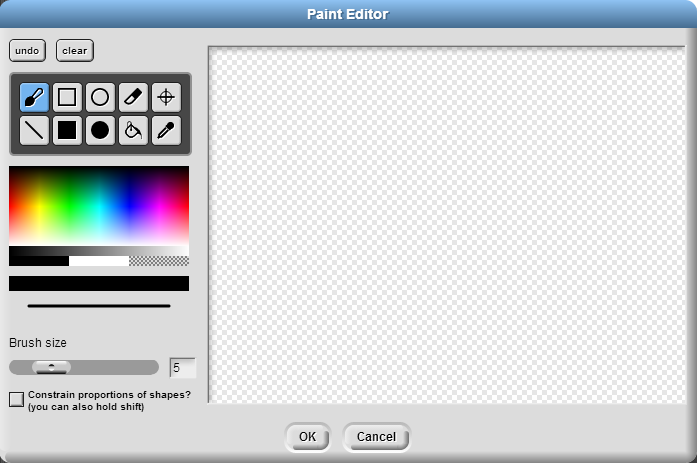 Paint Editor
undo
clear
Brush size
5
Constrain proportions of shapes?
(you can also hold shift)
OK
Cancel